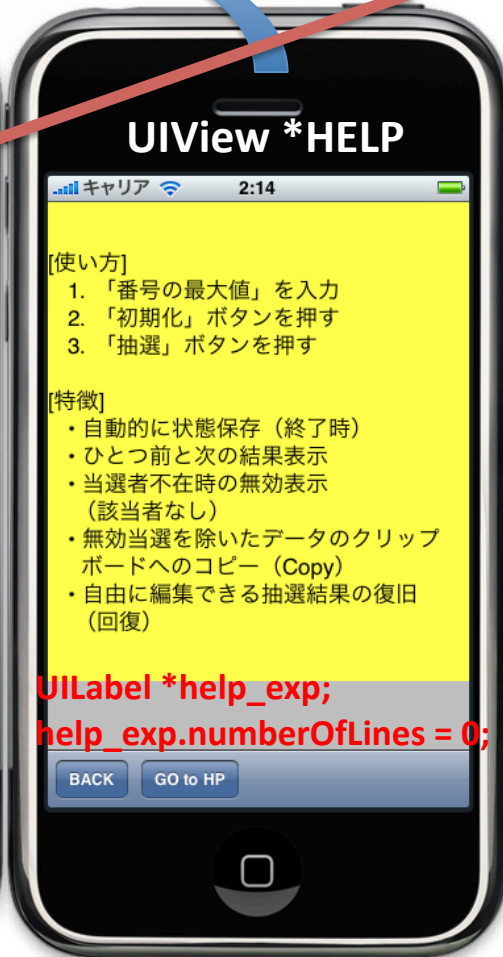 UIView *HELP
キャリア 2:14
[使い方]
1. 「番号の最大値」を入力
2. 「初期化」ボタンを押す
3. 「抽選」ボタンを押す
[特徴]
・自動的に状態保存（終了時）
・ひとつ前と次の結果表示
・当選者不在時の無効表示
（該当者なし）
・無効当選を除いたデータのクリップ
ボードへのコピー（Copy）
・自由に編集できる抽選結果の復旧
（回復）
UILabel *help_exp;
help_exp.numberOfLines = 0;
BACK GO to HP